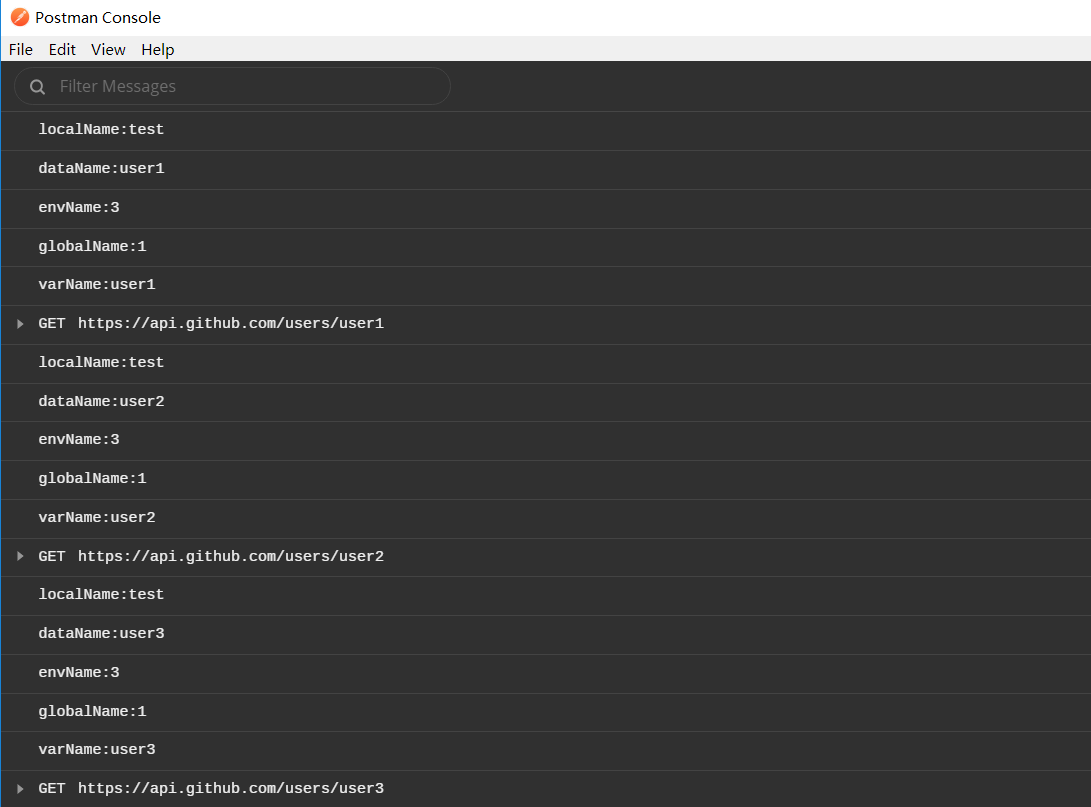 Postman Console
File Edit View Help
Filter Messages
localName:test
dataName:user1
envName:3
globalName:1
varName:user1
GET https://api.github.com/users/user1
localName:test
dataName:user2
envName:3
globalName:1
varName:user2
GET https://api.github.com/users/user2
localName:test
dataName:user3
envName:3
globalName:1
varName:user3
GET https://api.github.com/users/user3